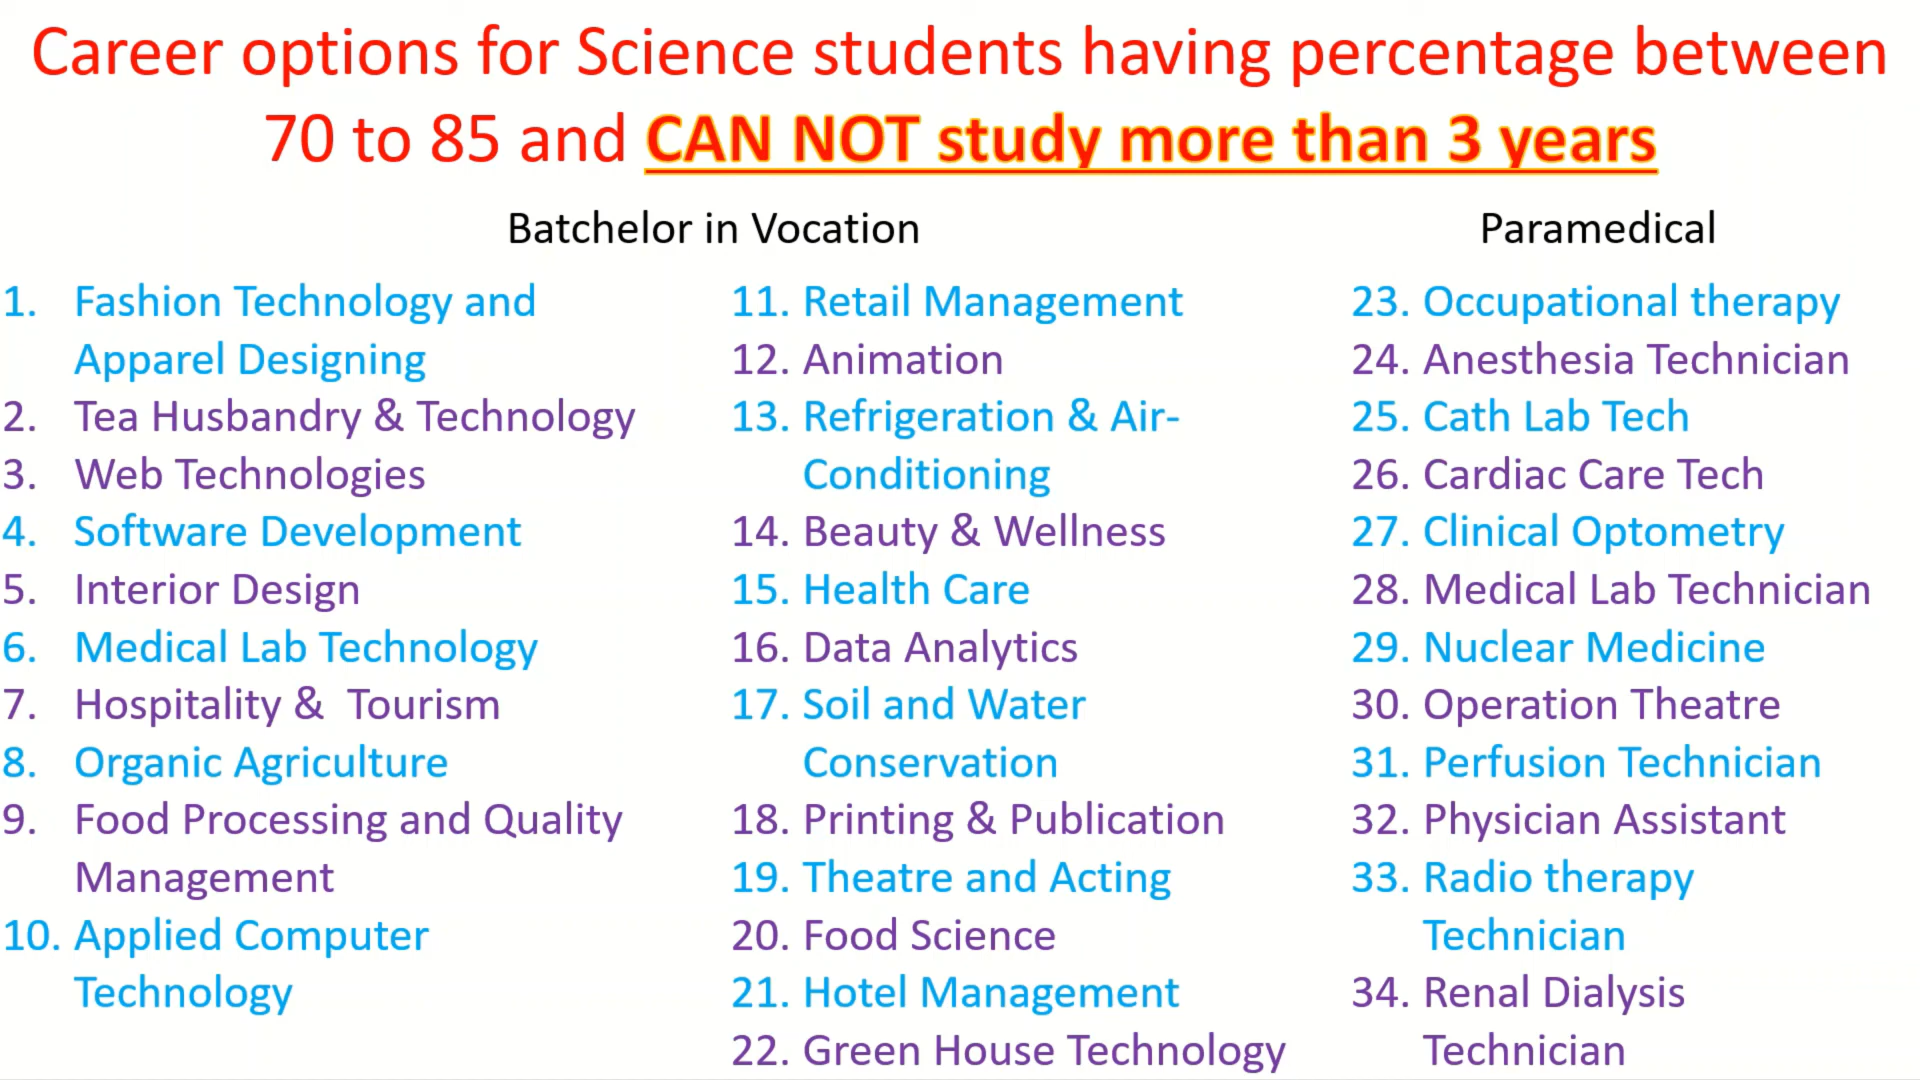 Career options for Science students having percentage between
70 to 85 and CAN NOT study more than 3 years
Batchelor in Vocation
1. Fashion Technology and
Apparel Designing
2. Tea Husbandry & Technology
3. Web Technologies
4. Software Development
5. Interior Design
6. Medical Lab Technology
7. Hospitality & Tourism
8. Organic Agriculture
9. Food Processing and Quality
Management
10. Applied Computer
Technology
11. Retail Management
12. Animation
13. Refrigeration & Air-
Conditioning
14. Beauty & Wellness
15. Health Care
16. Data Analytics
17. Soil and Water
Conservation
18. Printing & Publication
19. Theatre and Acting
20. Food Science
21. Hotel Management
22. Green House Technology
Paramedical
23. Occupational therapy
24. Anesthesia Technician
25. Cath Lab Tech
26. Cardiac Care Tech
27. Clinical Optometry
28. Medical Lab Technician
29. Nuclear Medicine
30. Operation Theatre
31. Perfusion Technician
32. Physician Assistant
33. Radio therapy
Technician
34. Renal Dialysis
Technician